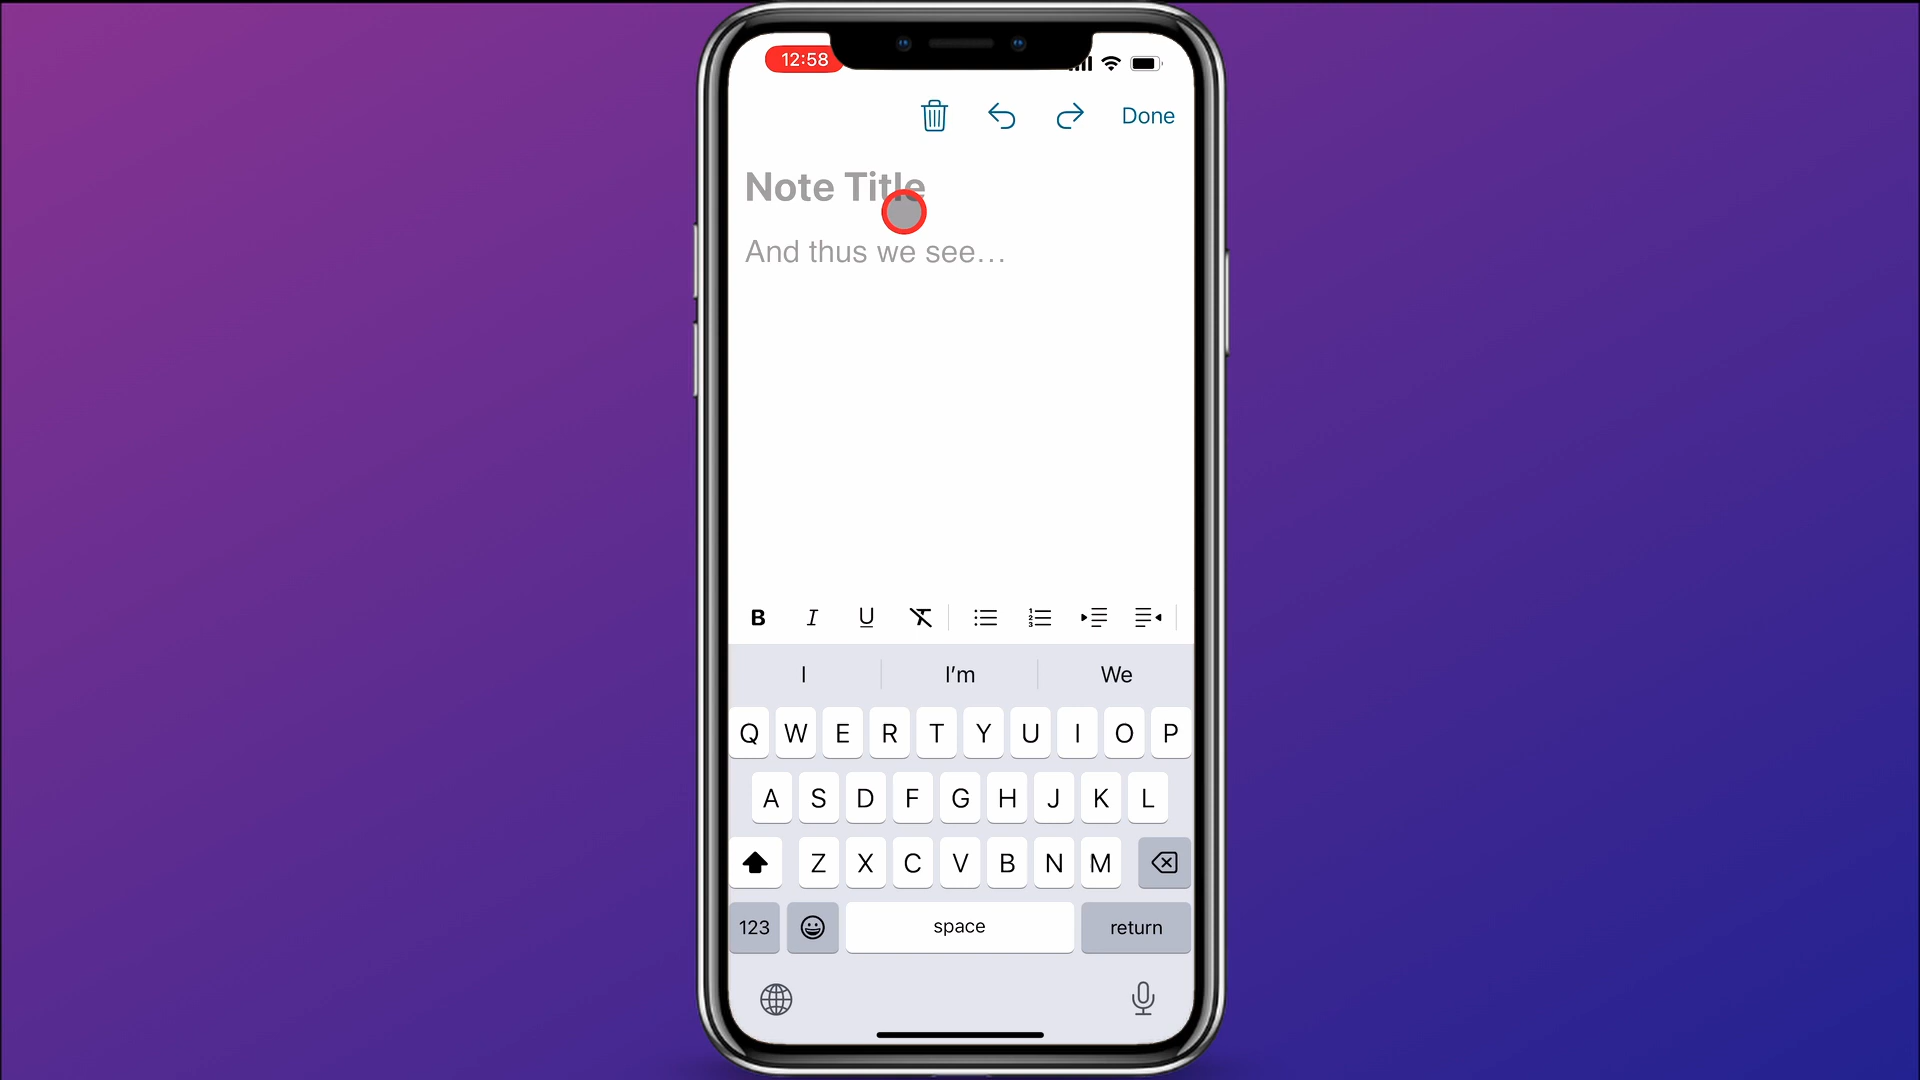 12:58
Done
Note Title
And thus we see...
B I U
I I'm We
Q W E R T Y U I O P
A S D F G H J K L
Z X C V B N M
123 space return